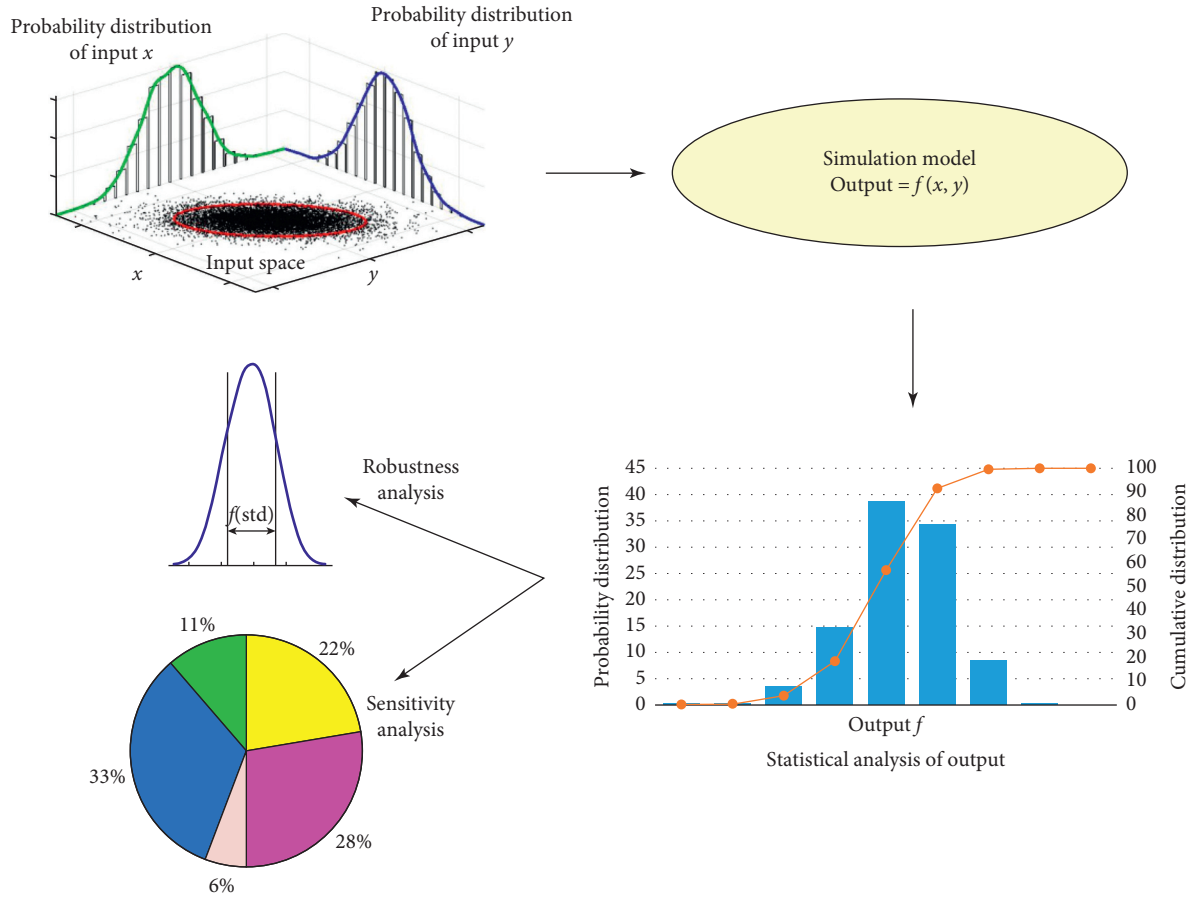 Probability distribution
of input x
Probability distribution
of input y
x
Input space
y
Simulation model
Output = f (x, y)
Robustness
analysis
f(std)
Sensitivity
analysis
11%
22%
33%
28%
6%
Probability distribution
45
40
35
30
25
20
15
10
5
0
100
90
80
70
60
50
40
30
20
10
0
Cumulative distribution
Output f
Statistical analysis of output